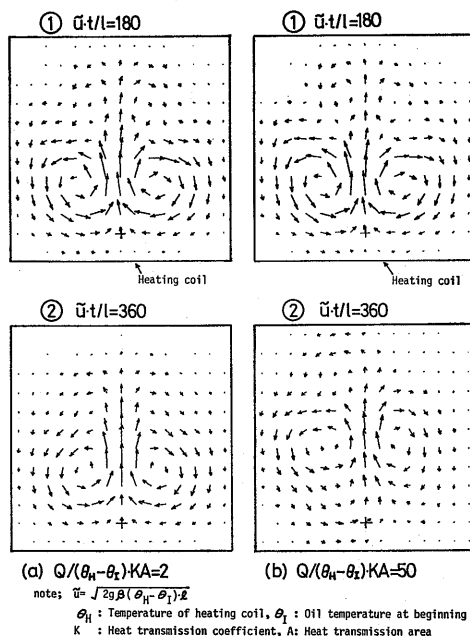 ① ũ·t/l=180
① ũ·t/l=180
Heating coil
Heating coil
② ũ·t/l=360
② ũ·t/l=360
(a) Q/(θH−θI)·KA=2
(b) Q/(θH−θI)·KA=50
note; ũ= √2gβ(θH−θI)·ℓ
θH : Temperature of heating coil, θI : Oil temperature at beginning
K : Heat transmission coefficient, A: Heat transmission area